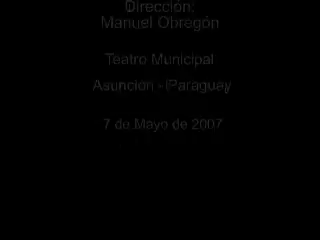 Dirección:
Manuel Obregón
Teatro Municipal
Asunción - Paraguay
7 de Mayo de 2007